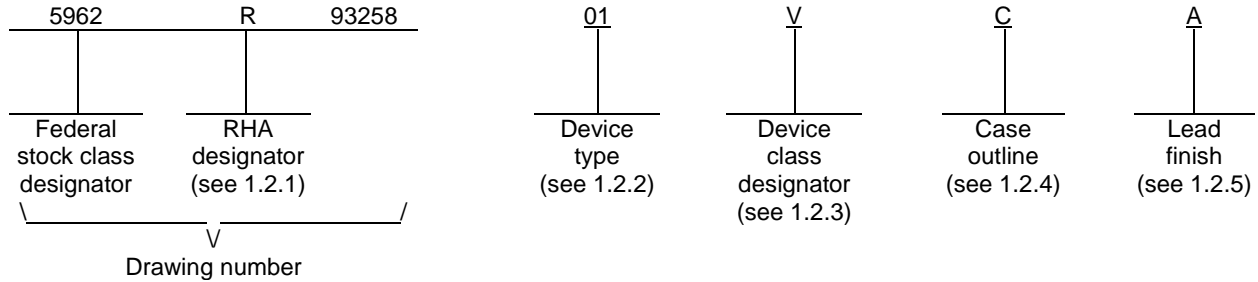 5962 R 93258 01 V C A
Federal stock class designator
RHA designator (see 1.2.1)
Device type (see 1.2.2)
Device class designator (see 1.2.3)
Case outline (see 1.2.4)
Lead finish (see 1.2.5)
Drawing number